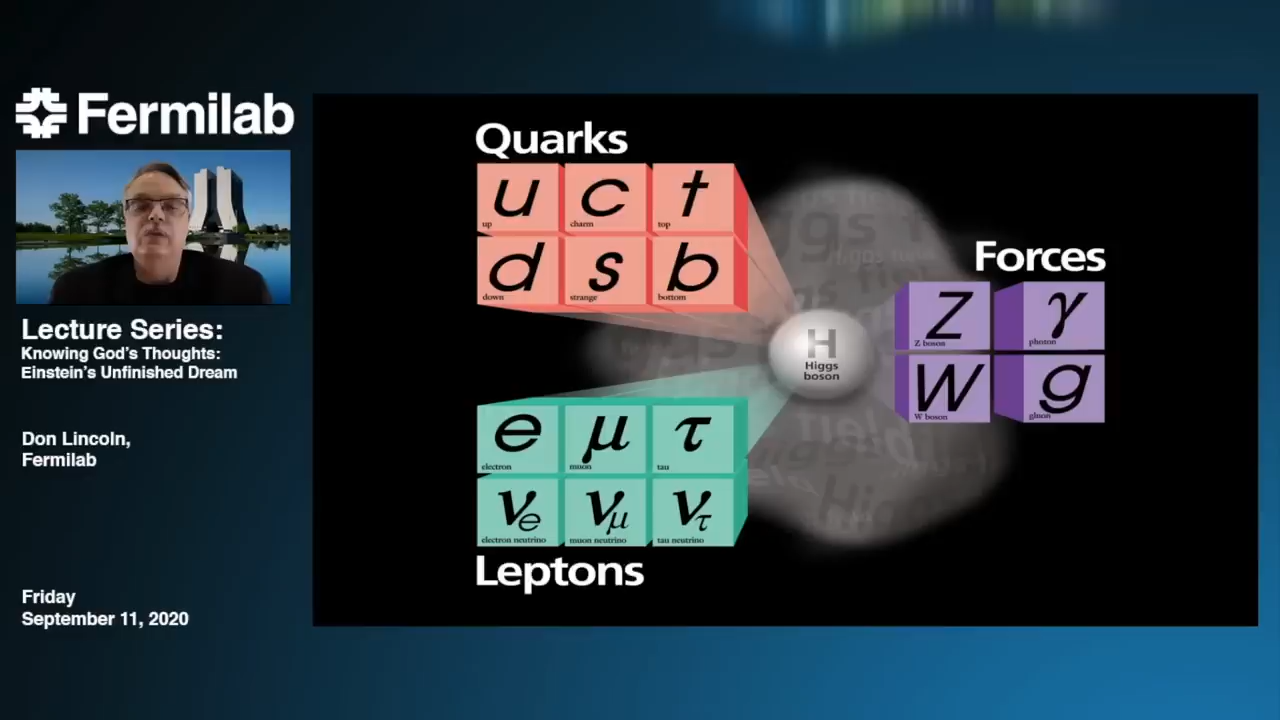 Fermilab
Lecture Series:
Knowing God's Thoughts:
Einstein's Unfinished Dream
Don Lincoln,
Fermilab
Friday
September 11, 2020
Quarks
u c t
up charm top
d s b
down strange bottom
Higgs
boson
H
Forces
Z γ
Z boson photon
W g
W boson gluon
e μ τ
electron muon tau
νe νμ ντ
electron neutrino muon neutrino tau neutrino
Leptons